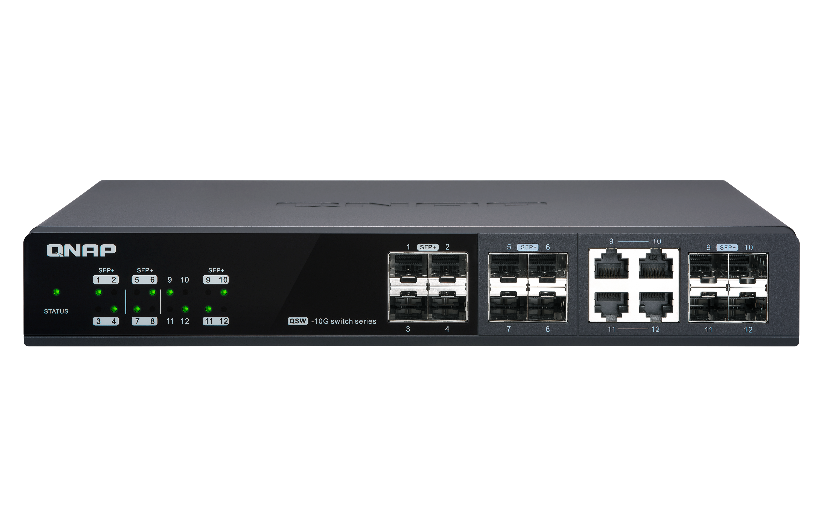 QNAP
SFP+ SFP+ SFP+
1 2 5 6 9 10 9 10
STATUS
3 4 7 8 11 12 11 12
QSW -10G switch series
1 SFP+ 2
3 4
5 SFP+ 6
7 8
9 10
11 12
9 SFP+ 10
11 12